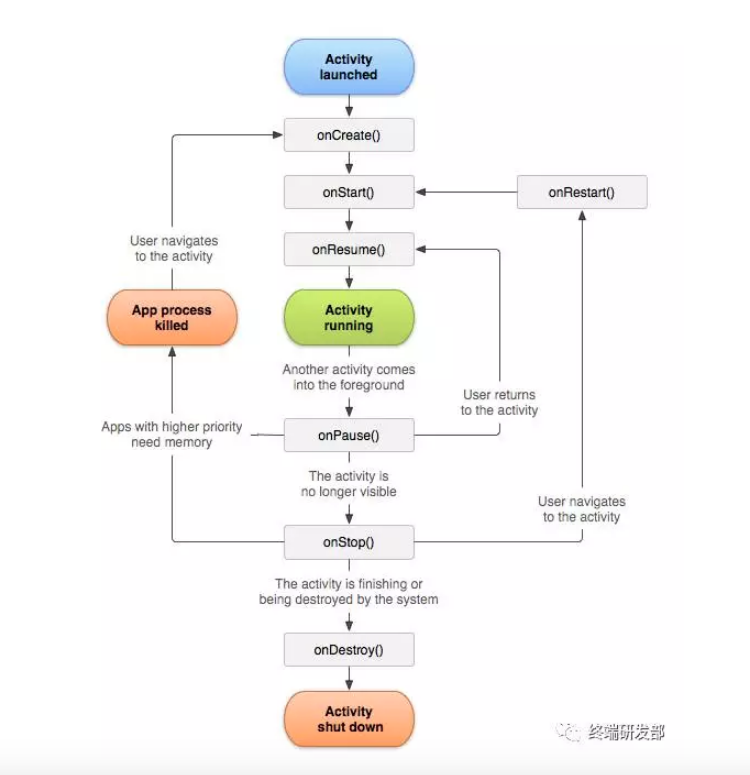 Activity
launched
onCreate()
onStart()
onRestart()
User navigates
to the activity
onResume()
App process
killed
Activity
running
Another activity comes
into the foreground
User returns
to the activity
Apps with higher priority
need memory
onPause()
The activity is
no longer visible
User navigates
to the activity
onStop()
The activity is finishing or
being destroyed by the system
onDestroy()
Activity
shut down
终端研发部